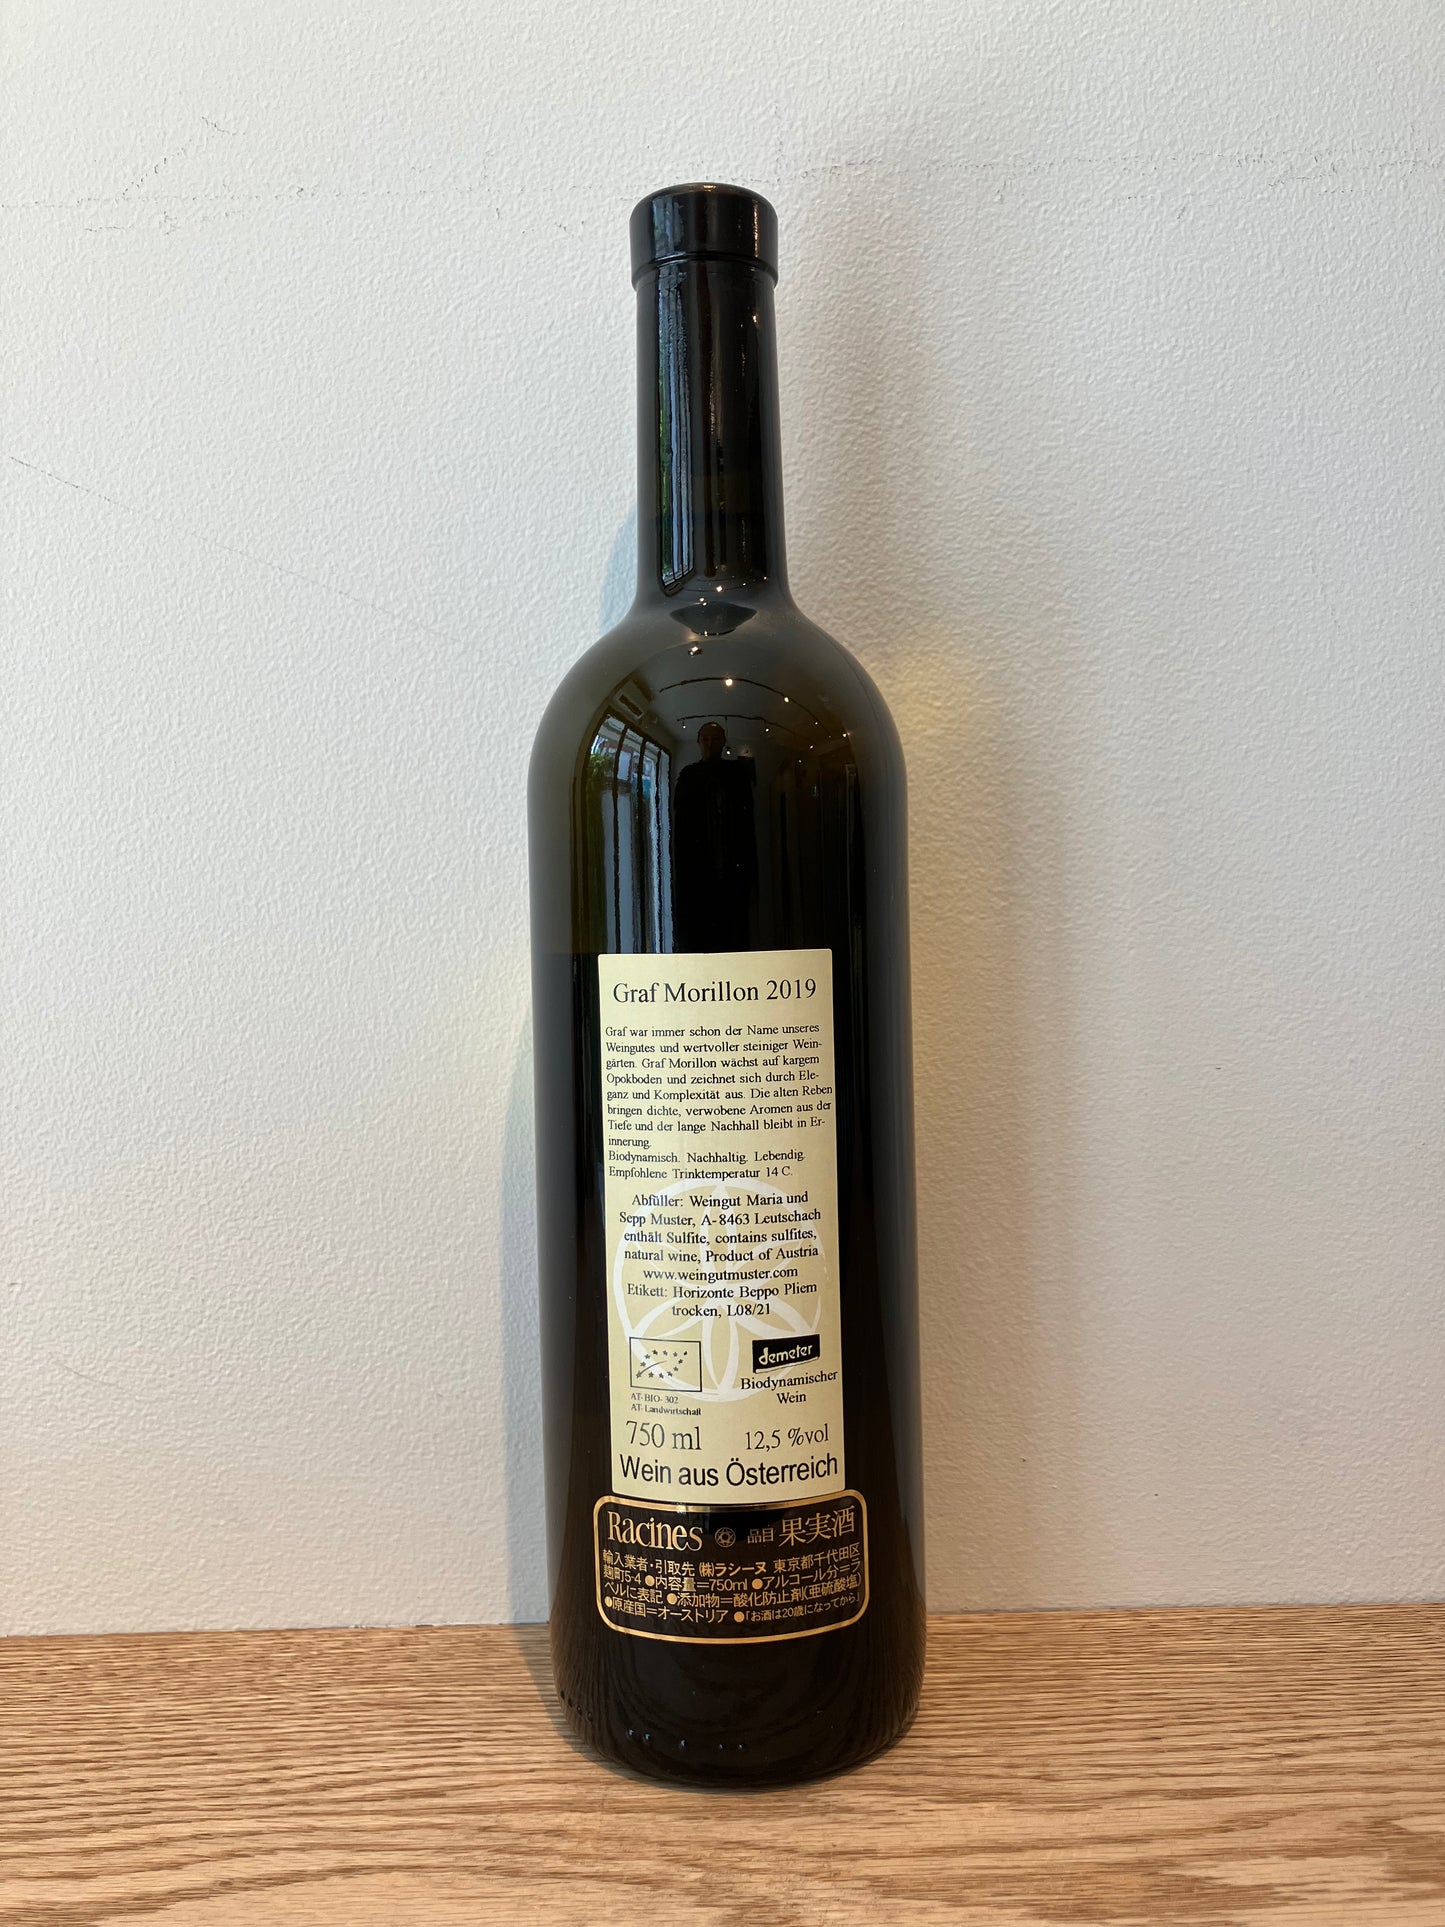 Graf Morillon 2019
Graf war immer schon der Name unseres
Weingutes und wertvoller steiniger Wein-
gärten. Graf Morillon wächst auf kargem
Opokboden und zeichnet sich durch Ele-
ganz und Komplexität aus. Die alten Reben
bringen dichte, verwobene Aromen aus der
Tiefe und der lange Nachhall bleibt in Er-
innerung.
Biodynamisch. Nachhaltig. Lebendig.
Empfohlene Trinktemperatur 14 C.
Abfüller: Weingut Maria und
Sepp Muster, A-8463 Leutschach
enthält Sulfite, contains sulfites,
natural wine, Product of Austria
www.weingutmuster.com
Etikett: Horizonte Beppo Pliem
trocken, L08/21
demeter
Biodynamischer
Wein
AT-BIO-302
AT-Landwirtschaft
750 ml 12,5 %vol
Wein aus Österreich
Racines 品目 果実酒
輸入業者・引取先 ㈱ラシーヌ 東京都千代田区
麹町5-4 ●内容量=750ml ●アルコール分=ラ
ベルに表記 ●添加物=酸化防止剤(亜硫酸塩)
●原産国=オーストリア ●「お酒は20歳になってから」